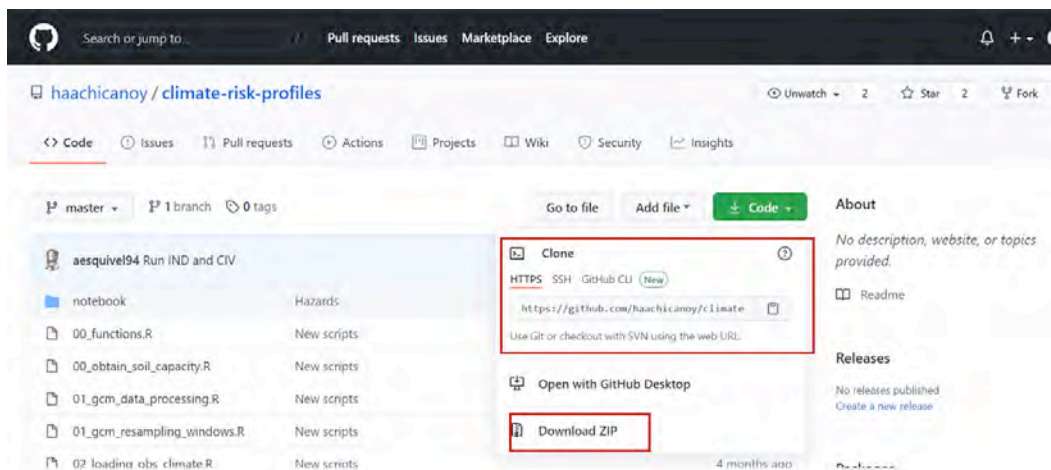 Search or jump to... / Pull requests Issues Marketplace Explore
haachicanoy / climate-risk-profiles
Unwatch 2 Star 2 Fork
<> Code Issues Pull requests Actions Projects Wiki Security Insights
master 1 branch 0 tags
Go to file Add file Code
About
No description, website, or topics
provided.
Readme
Releases
No releases published
Create a new release
aesquivel94 Run IND and CIV
notebook Hazards
00_functions.R New scripts
00_obtain_soil_capacity.R New scripts
01_gcm_data_processing.R New scripts
01_gcm_resampling_windows.R New scripts
02_loading_obs_climate.R New scripts 4 months ago
Clone
HTTPS SSH GitHub CLI New
https://github.com/haachicanoy/climate
Use Git or checkout with SVN using the web URL.
Open with GitHub Desktop
Download ZIP